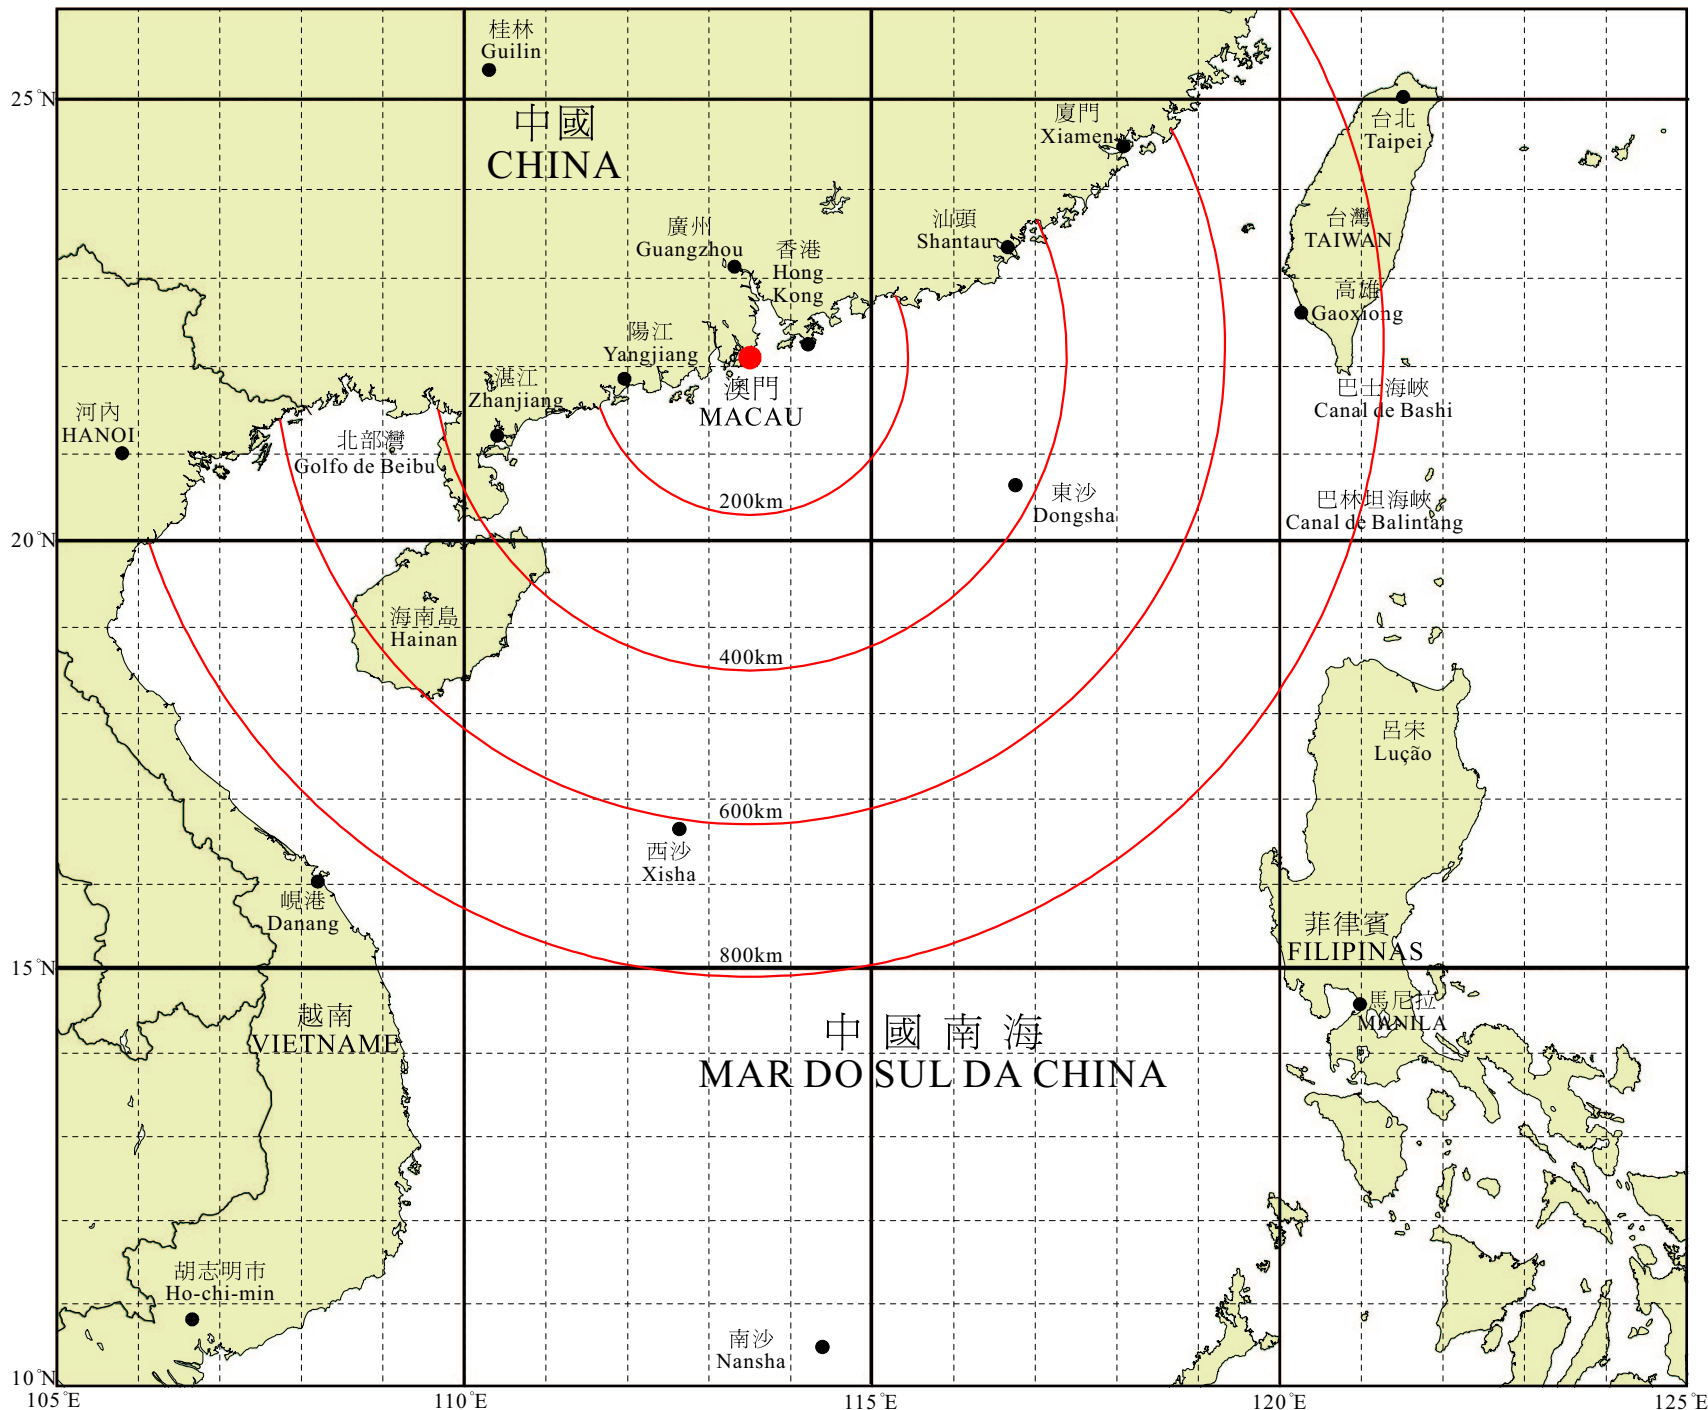 桂林
Guilin
25°N
中國
CHINA
廈門
Xiamen
台北
Taipei
廣州
Guangzhou
香港
Hong
Kong
汕頭
Shantau
台灣
TAIWAN
高雄
Gaoxiong
陽江
Yangjiang
湛江
Zhanjiang
澳門
MACAU
巴士海峽
Canal de Bashi
河內
HANOI
北部灣
Golfo de Beibu
200km
東沙
Dongsha
巴林坦海峽
Canal de Balintang
20°N
海南島
Hainan
400km
呂宋
Lução
600km
西沙
Xisha
峴港
Danang
菲律賓
FILIPINAS
800km
15°N
馬尼拉
MANILA
越南
VIETNAME
中國南海
MAR DO SUL DA CHINA
胡志明市
Ho-chi-min
南沙
Nansha
10°N
105°E
110°E
115°E
120°E
125°E